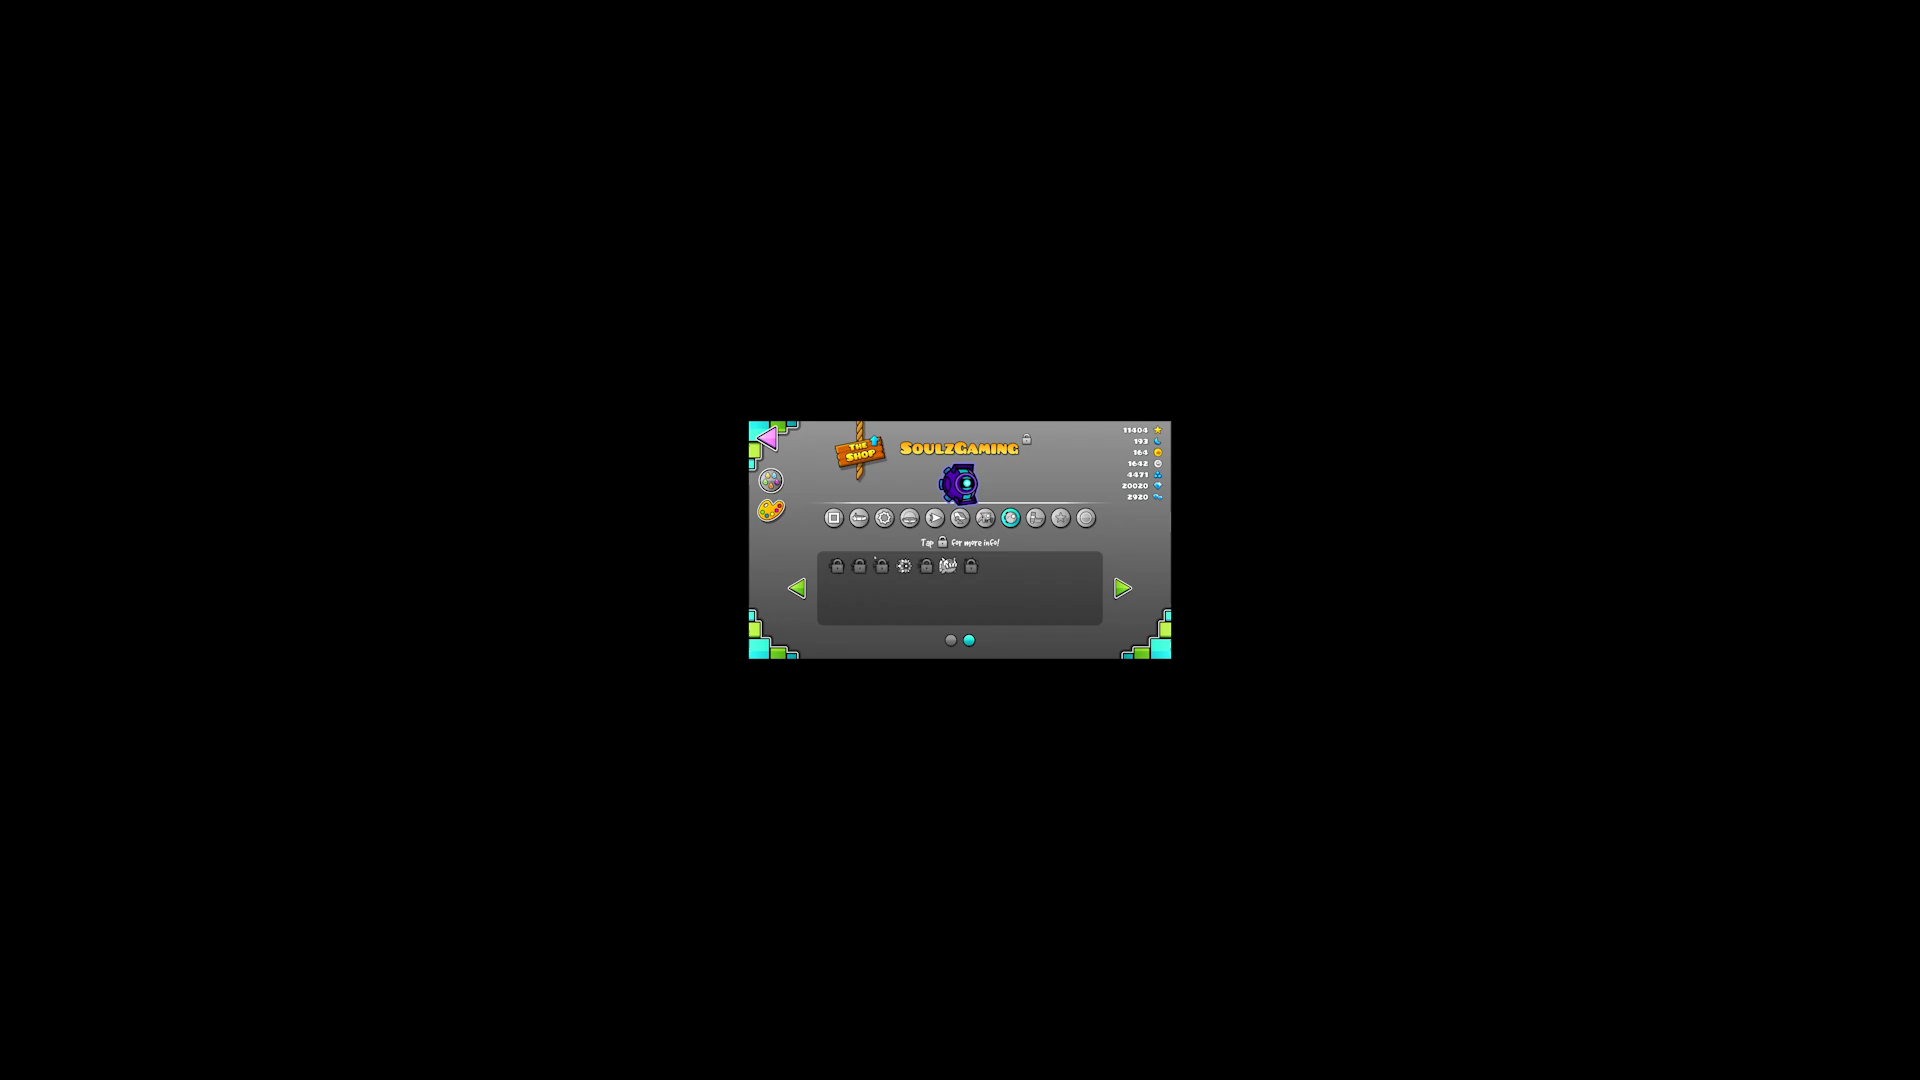 THE
SHOP
SoulzGaming
11404
193
164
1642
4471
20020
2920
Tap for more info!